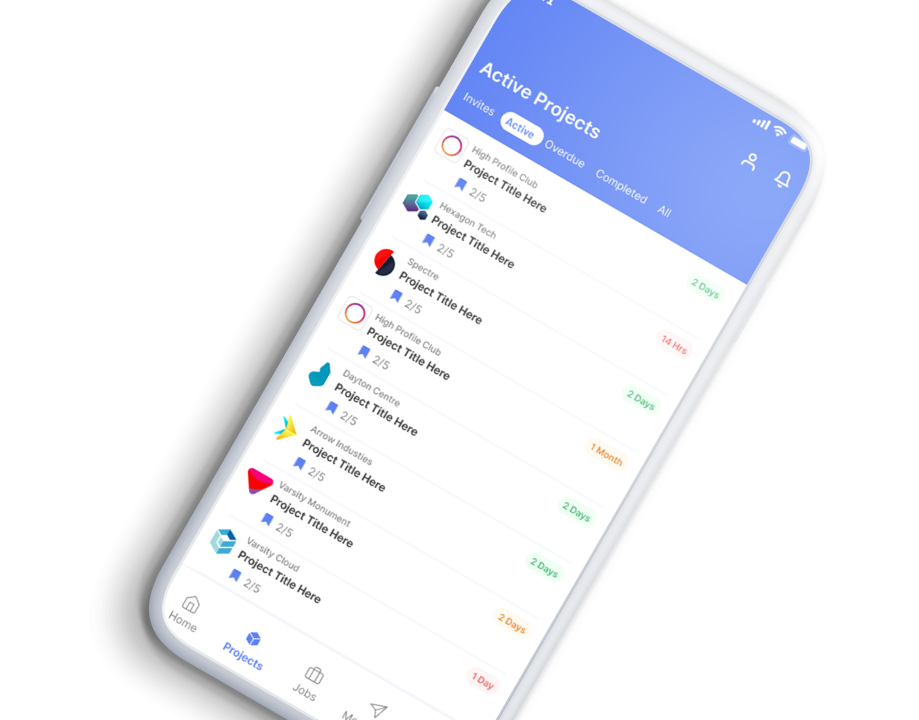 Active Projects
Invites Active Overdue Completed All
High Profile Club
Project Title Here
2/5
2 Days
Hexagon Tech
Project Title Here
2/5
14 Hrs
Spectre
Project Title Here
2/5
2 Days
High Profile Club
Project Title Here
2/5
1 Month
Dayton Centre
Project Title Here
2/5
2 Days
Arrow Industies
Project Title Here
2/5
2 Days
Varsity Monument
Project Title Here
2/5
2 Days
Varsity Cloud
Project Title Here
2/5
1 Day
Home Projects Jobs